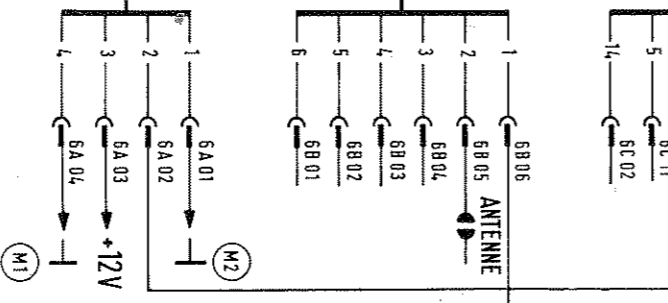 4 3 2 1
6 5 4 3 2 1
14 5
6A 04
6A 03
6A 02
6A 01
6B 01
6B 02
6B 03
6B 04
6B 05
6B 06
6C 02
ANTENNE
+12V
M1
M2